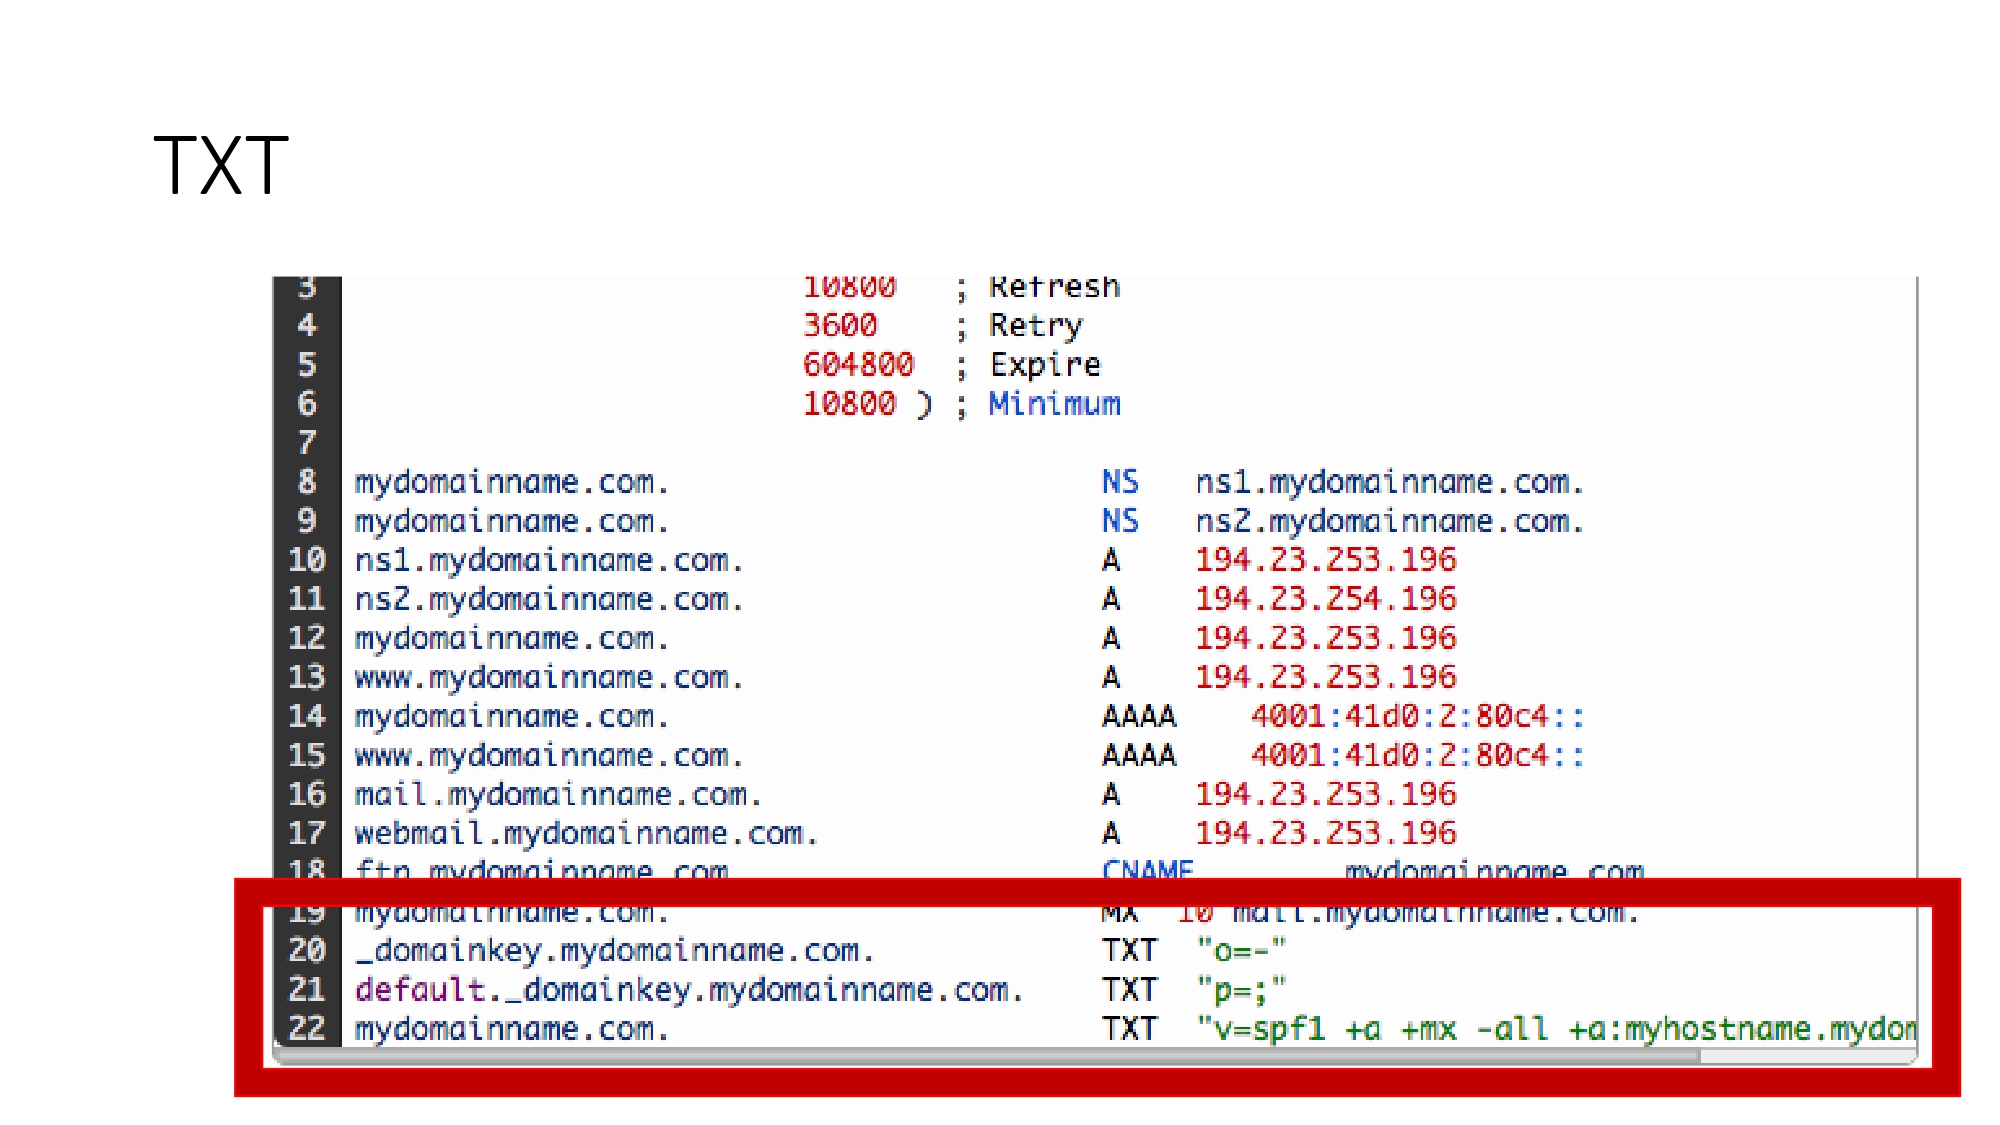 TXT
3 10800 ; Refresh
4 3600 ; Retry
5 604800 ; Expire
6 10800 ) ; Minimum
7
8 mydomainname.com. NS ns1.mydomainname.com.
9 mydomainname.com. NS ns2.mydomainname.com.
10 ns1.mydomainname.com. A 194.23.253.196
11 ns2.mydomainname.com. A 194.23.254.196
12 mydomainname.com. A 194.23.253.196
13 www.mydomainname.com. A 194.23.253.196
14 mydomainname.com. AAAA 4001:41d0:2:80c4::
15 www.mydomainname.com. AAAA 4001:41d0:2:80c4::
16 mail.mydomainname.com. A 194.23.253.196
17 webmail.mydomainname.com. A 194.23.253.196
18 ftp.mydomainname.com. CNAME mydomainname.com.
19 mydomainname.com. MX 10 mail.mydomainname.com.
20 _domainkey.mydomainname.com. TXT "o=-"
21 default._domainkey.mydomainname.com. TXT "p=;"
22 mydomainname.com. TXT "v=spf1 +a +mx -all +a:myhostname.mydom